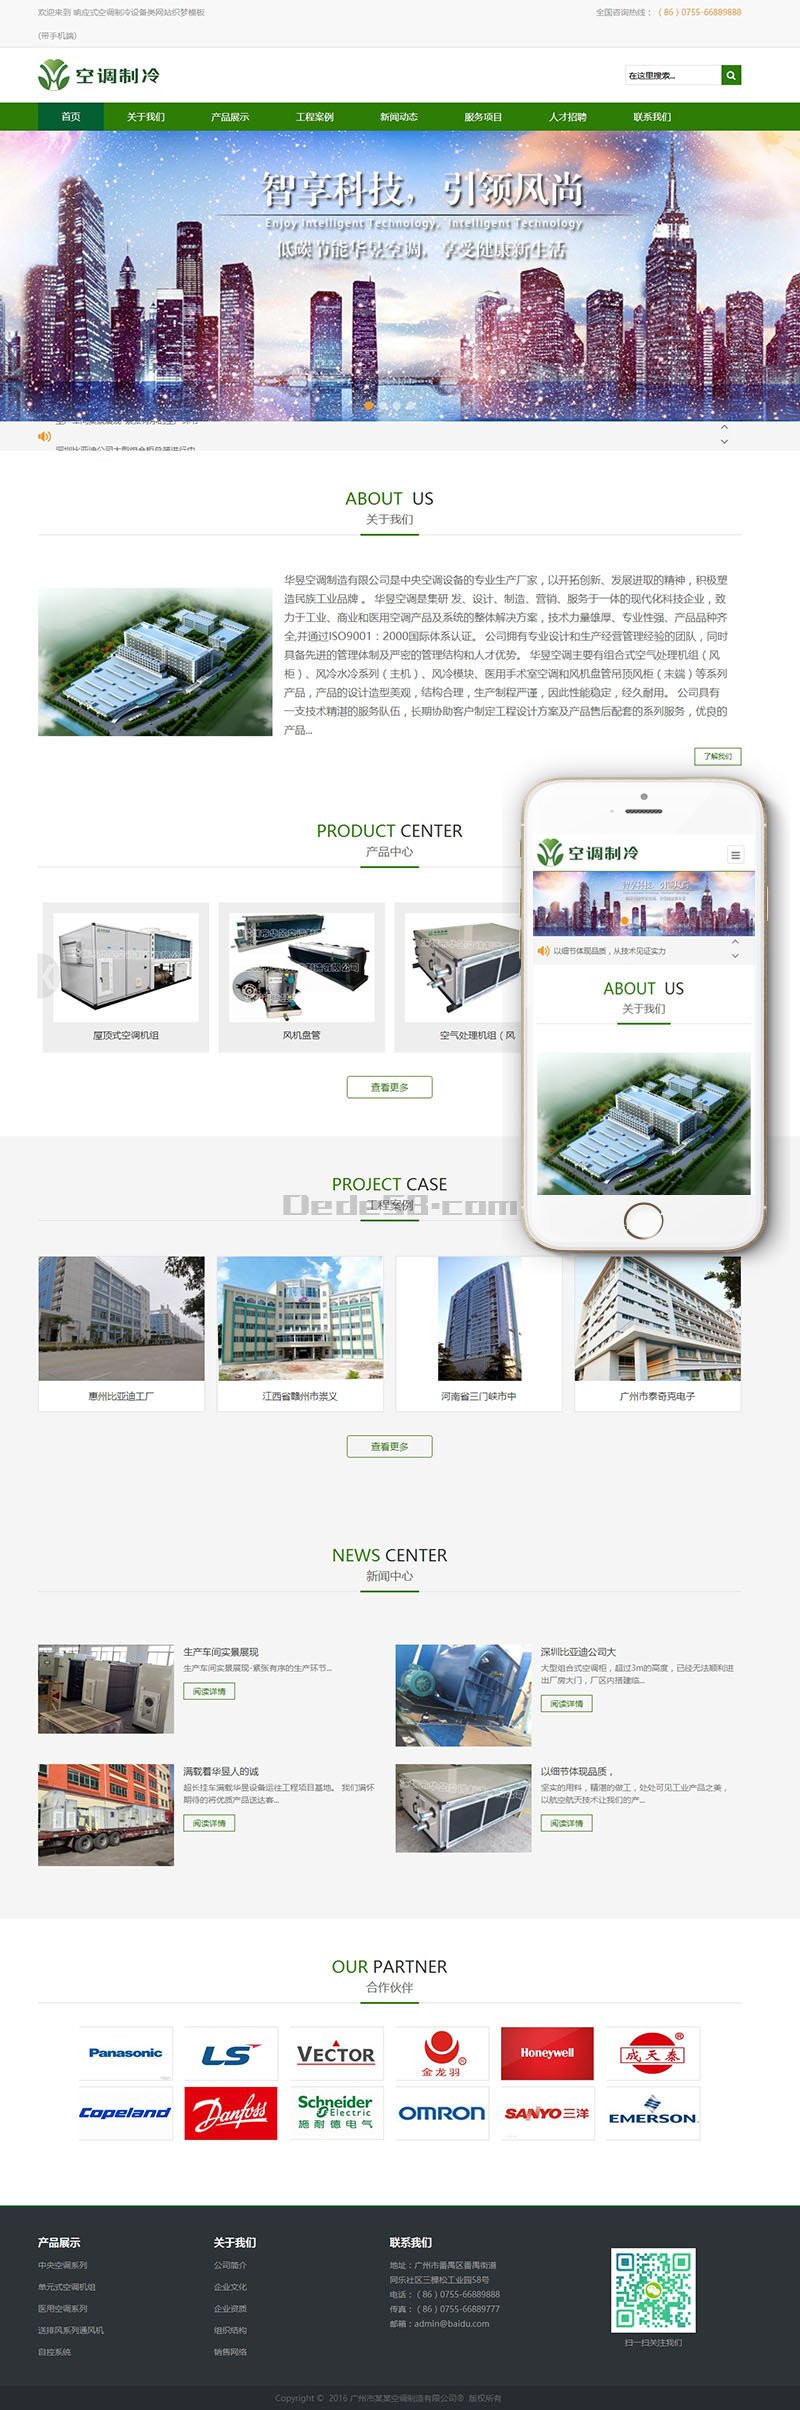 欢迎来到 响应式空调制冷设备类网站织梦模板
(带手机端)
全国咨询热线：（86）0755-66889888
空调制冷
在这里搜索...
首页 关于我们 产品展示 工程案例 新闻动态 服务项目 人才招聘 联系我们
智享科技，引领风尚
Enjoy Intelligent Technology, Intelligent Technology
低碳节能华昱空调，享受健康新生活
生产车间实景展现-紧张有序的生产环节
深圳比亚迪公司大型组合柜吊装进行中
ABOUT US
关于我们
华昱空调制造有限公司是中央空调设备的专业生产厂家，以开拓创新、发展进取的精神，积极塑
造民族工业品牌 。 华昱空调是集研 发、设计、制造、营销、服务于一体的现代化科技企业，致
力于工业、商业和医用空调产品及系统的整体解决方案，技术力量雄厚、专业性强、产品品种齐
全,并通过ISO9001：2000国际体系认证。 公司拥有专业设计和生产经营管理经验的团队，同时
具备先进的管理体制及严密的管理结构和人才优势。 华昱空调主要有组合式空气处理机组（风
柜）、风冷水冷系列（主机）、风冷模块、医用手术室空调和风机盘管吊顶风柜（末端）等系列
产品，产品的设计造型美观，结构合理，生产制程严谨，因此性能稳定，经久耐用。 公司具有
一支技术精湛的服务队伍，长期协助客户制定工程设计方案及产品售后配套的系列服务，优良的
产品...
了解我们
PRODUCT CENTER
产品中心
屋顶式空调机组
风机盘管
空气处理机组（风
查看更多
空调制冷
以细节体现品质，从技术见证实力
ABOUT US
关于我们
PROJECT CASE
工程案例
Dede58.com
惠州比亚迪工厂
江西省赣州市崇义
河南省三门峡市中
广州市泰奇克电子
查看更多
NEWS CENTER
新闻中心
生产车间实景展现
生产车间实景展现-紧张有序的生产环节...
阅读详情
深圳比亚迪公司大
大型组合式空调柜，超过3m的高度，已经无法顺利进
出厂房大门，厂区内搭建临...
阅读详情
满载着华昱人的诚
超长挂车满载华昱设备运往工程项目基地。 我们满怀
期待的将优质产品送达客...
阅读详情
以细节体现品质，
坚实的用料，精湛的做工，处处可见工业产品之美，
以航空航天技术让我们的产...
阅读详情
OUR PARTNER
合作伙伴
Panasonic
LS
VECTOR
金龙羽
Honeywell
成天泰
Copeland
Danfoss
Schneider
Electric
施耐德电气
OMRON
SANYO三洋
EMERSON.
产品展示
中央空调系列
单元式空调机组
医用空调系列
送排风系列通风机
自控系统
关于我们
公司简介
企业文化
企业资质
组织结构
销售网络
联系我们
地址：广州市番禺区番禺街道
同乐社区三棵松工业园58号
电话：（86）0755-66889888
传真：（86）0755-66889777
邮箱：admin@baidu.com
扫一扫关注我们
Copyright © 2016 广州市某某空调制造有限公司® 版权所有